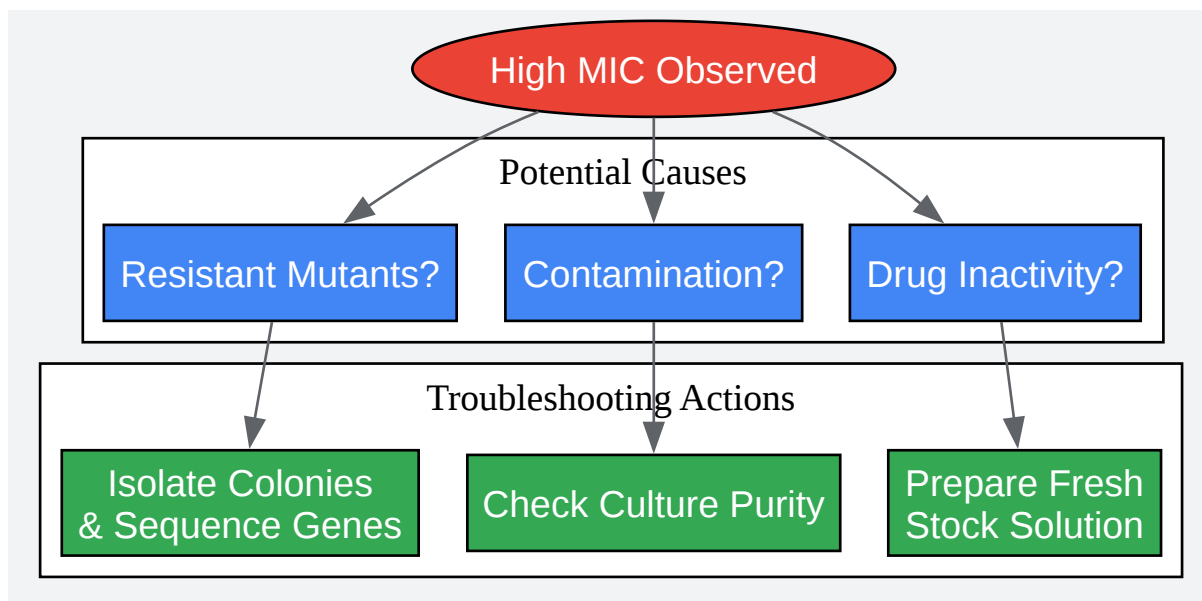 High MIC Observed
Potential Causes
Resistant Mutants?
Contamination?
Drug Inactivity?
Troubleshooting Actions
Isolate Colonies
& Sequence Genes
Check Culture Purity
Prepare Fresh
Stock Solution